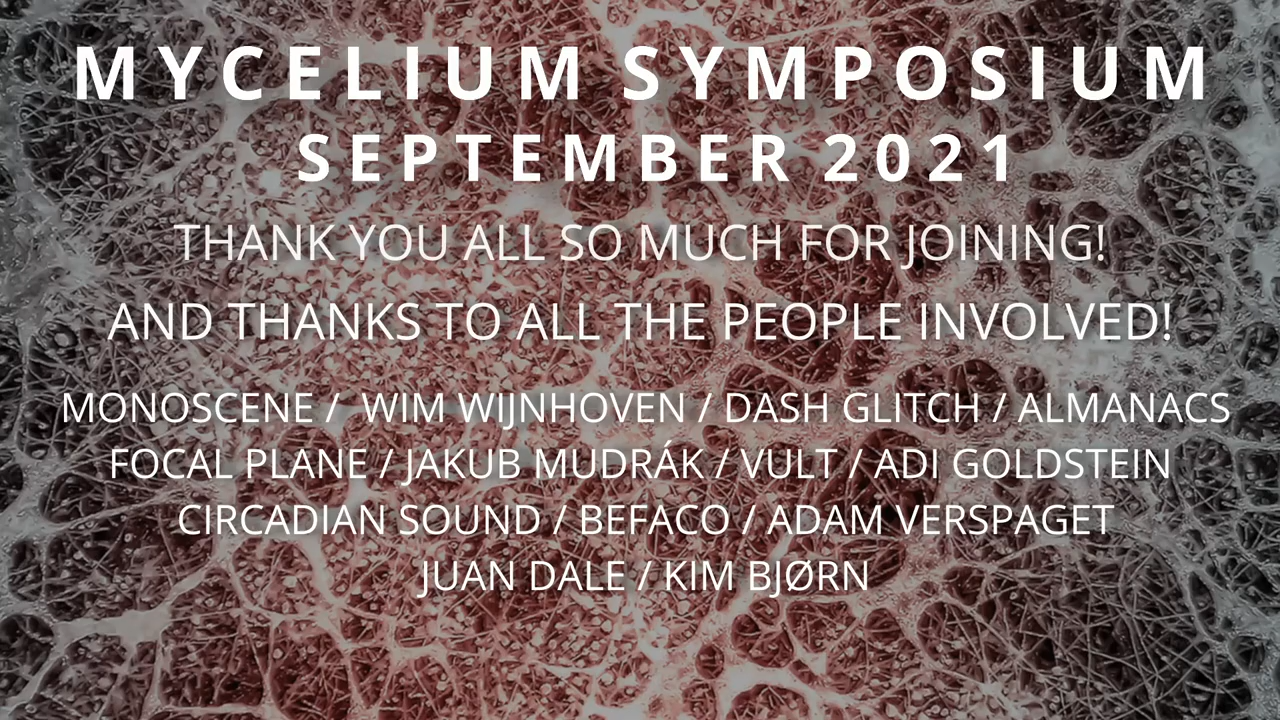 MYCELIUM SYMPOSIUM
SEPTEMBER 2021
THANK YOU ALL SO MUCH FOR JOINING!
AND THANKS TO ALL THE PEOPLE INVOLVED!
MONOSCENE / WIM WIJNHOVEN / DASH GLITCH / ALMANACS
FOCAL PLANE / JAKUB MUDRÁK / VULT / ADI GOLDSTEIN
CIRCADIAN SOUND / BEFACO / ADAM VERSPAGET
JUAN DALE / KIM BJØRN